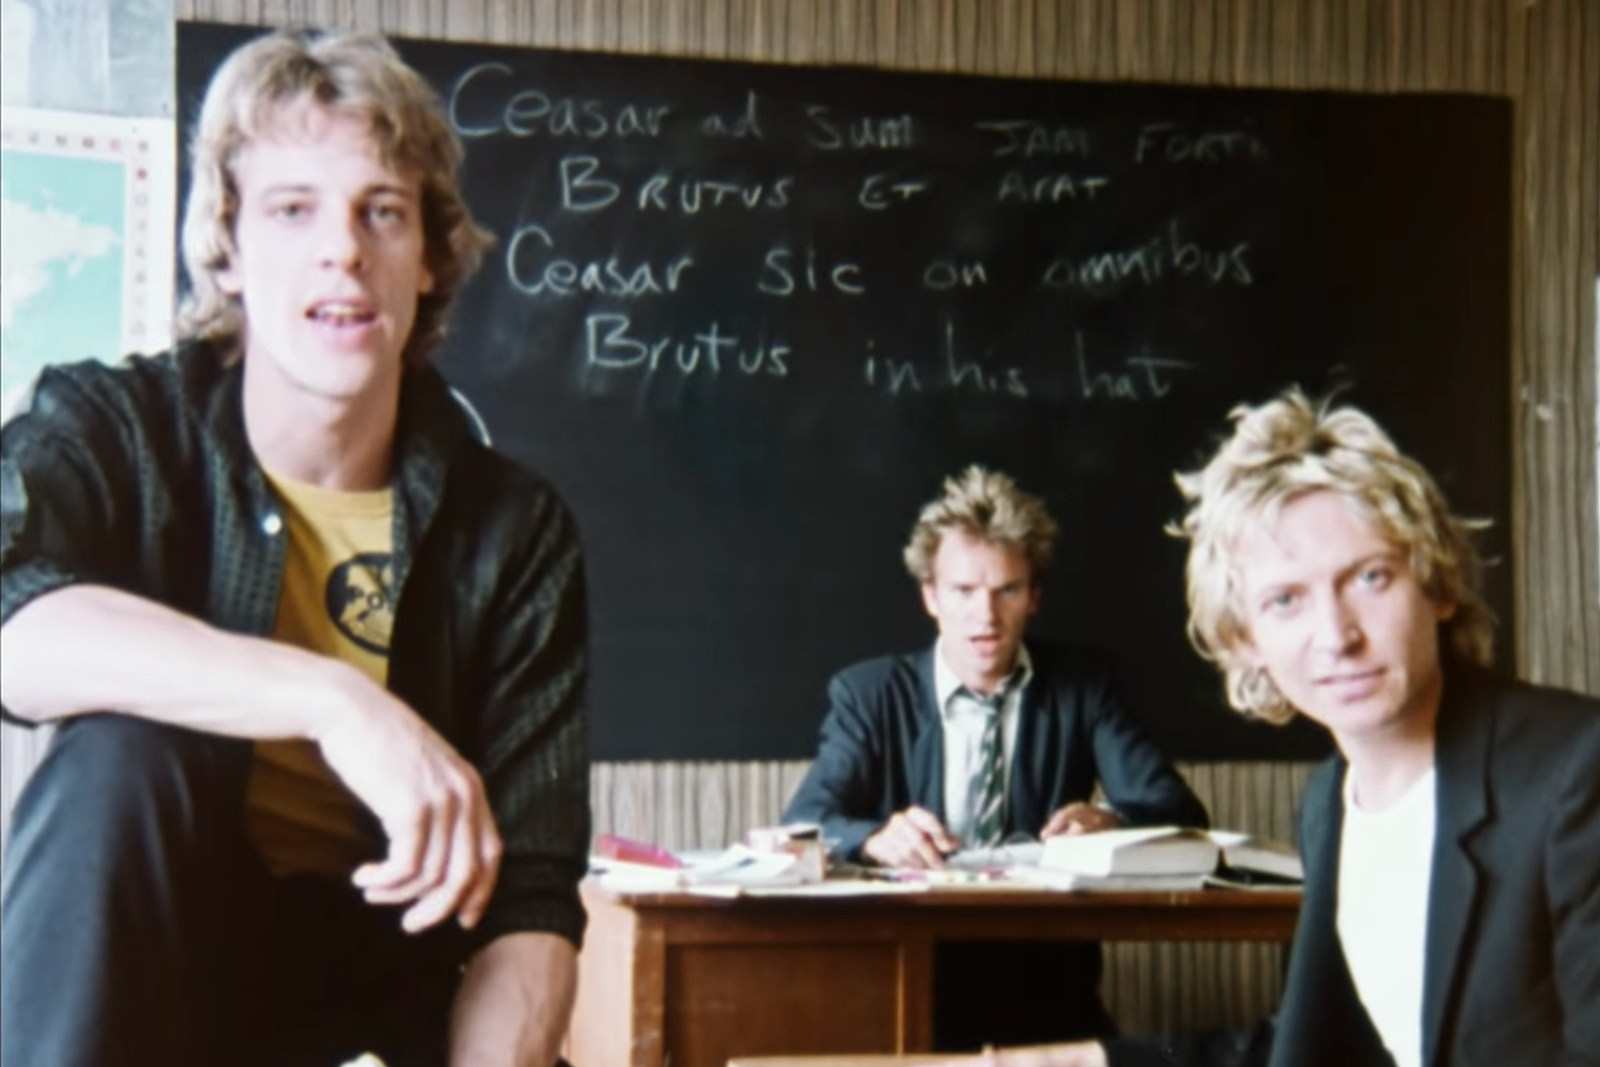 Ceasar ad sum JAM FORTI
BRUTUS ET ARAT
Ceasar sic on omnibus
Brutus in his hat